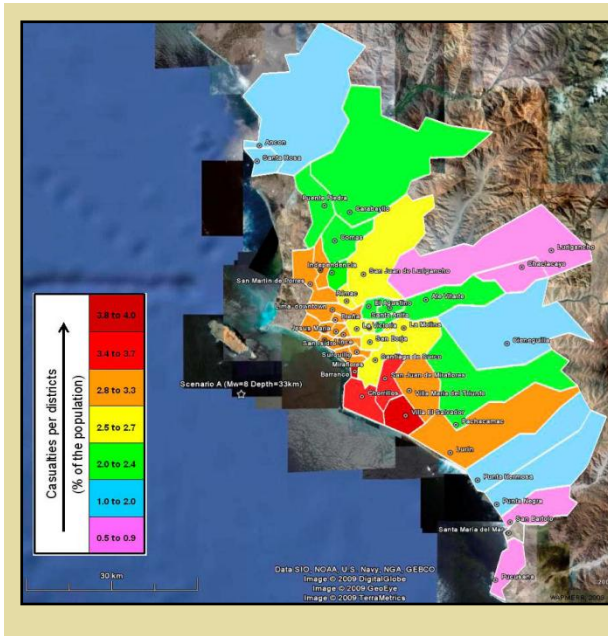 Ancon
Santa Rosa
Puente Piedra
Carabayllo
Comas
Lurigancho
Chaclacayo
Independencia
San Juan de Lurigancho
San Martin de Porres
Rimac
Ate Vitarte
Lima-downtown
El Agustino
Santa Anita
Breña
Jesus Maria
La Victoria
La Molina
Cieneguilla
San Isidro
Lince
San Borja
Surquillo
Miraflores
Santiago de Surco
Barranco
San Juan de Miraflores
Scenario A (Mw=8 Depth=33km)
Chorrillos
Villa Maria del Triunfo
Villa El Salvador
Pachacamac
Lurin
Punta Hermosa
Punta Negra
San Bartolo
Santa Maria del Mar
Pucusana
Casualties per districts
(% of the population)
3.8 to 4.0
3.4 to 3.7
2.8 to 3.3
2.5 to 2.7
2.0 to 2.4
1.0 to 2.0
0.5 to 0.9
30 km
Data SIO, NOAA, U.S. Navy, NGA, GEBCO
Image © 2009 DigitalGlobe
Image © 2009 GeoEye
Image © 2009 TerraMetrics